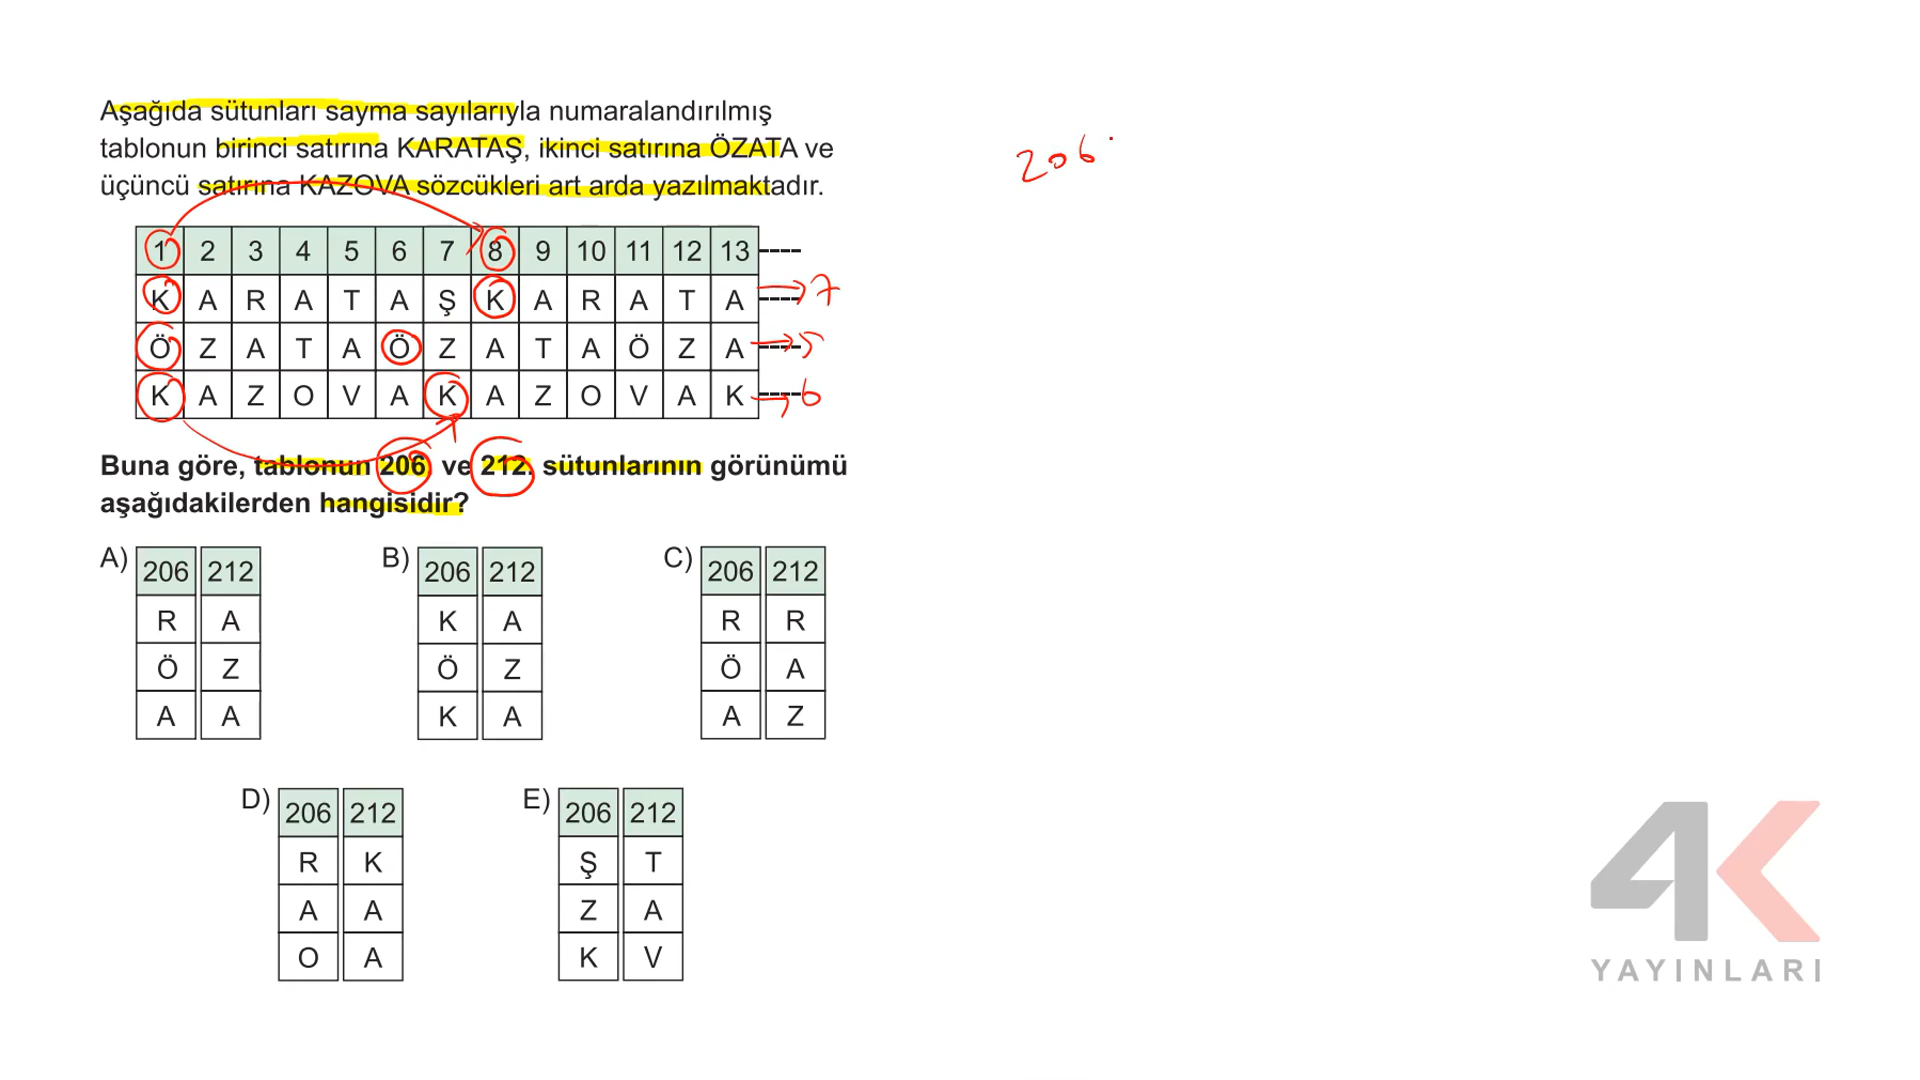 Aşağıda sütunları sayma sayılarıyla numaralandırılmış
tablonun birinci satırına KARATAŞ, ikinci satırına ÖZATA ve
üçüncü satırına KAZOVA sözcükleri art arda yazılmaktadır.
206.
1 2 3 4 5 6 7 8 9 10 11 12 13 ----
K A R A T A Ş K A R A T A ---- 7
Ö Z A T A Ö Z A T A Ö Z A ---- 5
K A Z O V A K A Z O V A K ---- 6
Buna göre, tablonun 206 ve 212. sütunlarının görünümü
aşağıdakilerden hangisidir?
A) 206 212
R A
Ö Z
A A
B) 206 212
K A
Ö Z
K A
C) 206 212
R R
Ö A
A Z
D) 206 212
R K
A A
O A
E) 206 212
Ş T
Z A
K V
4K
YAYINLARI